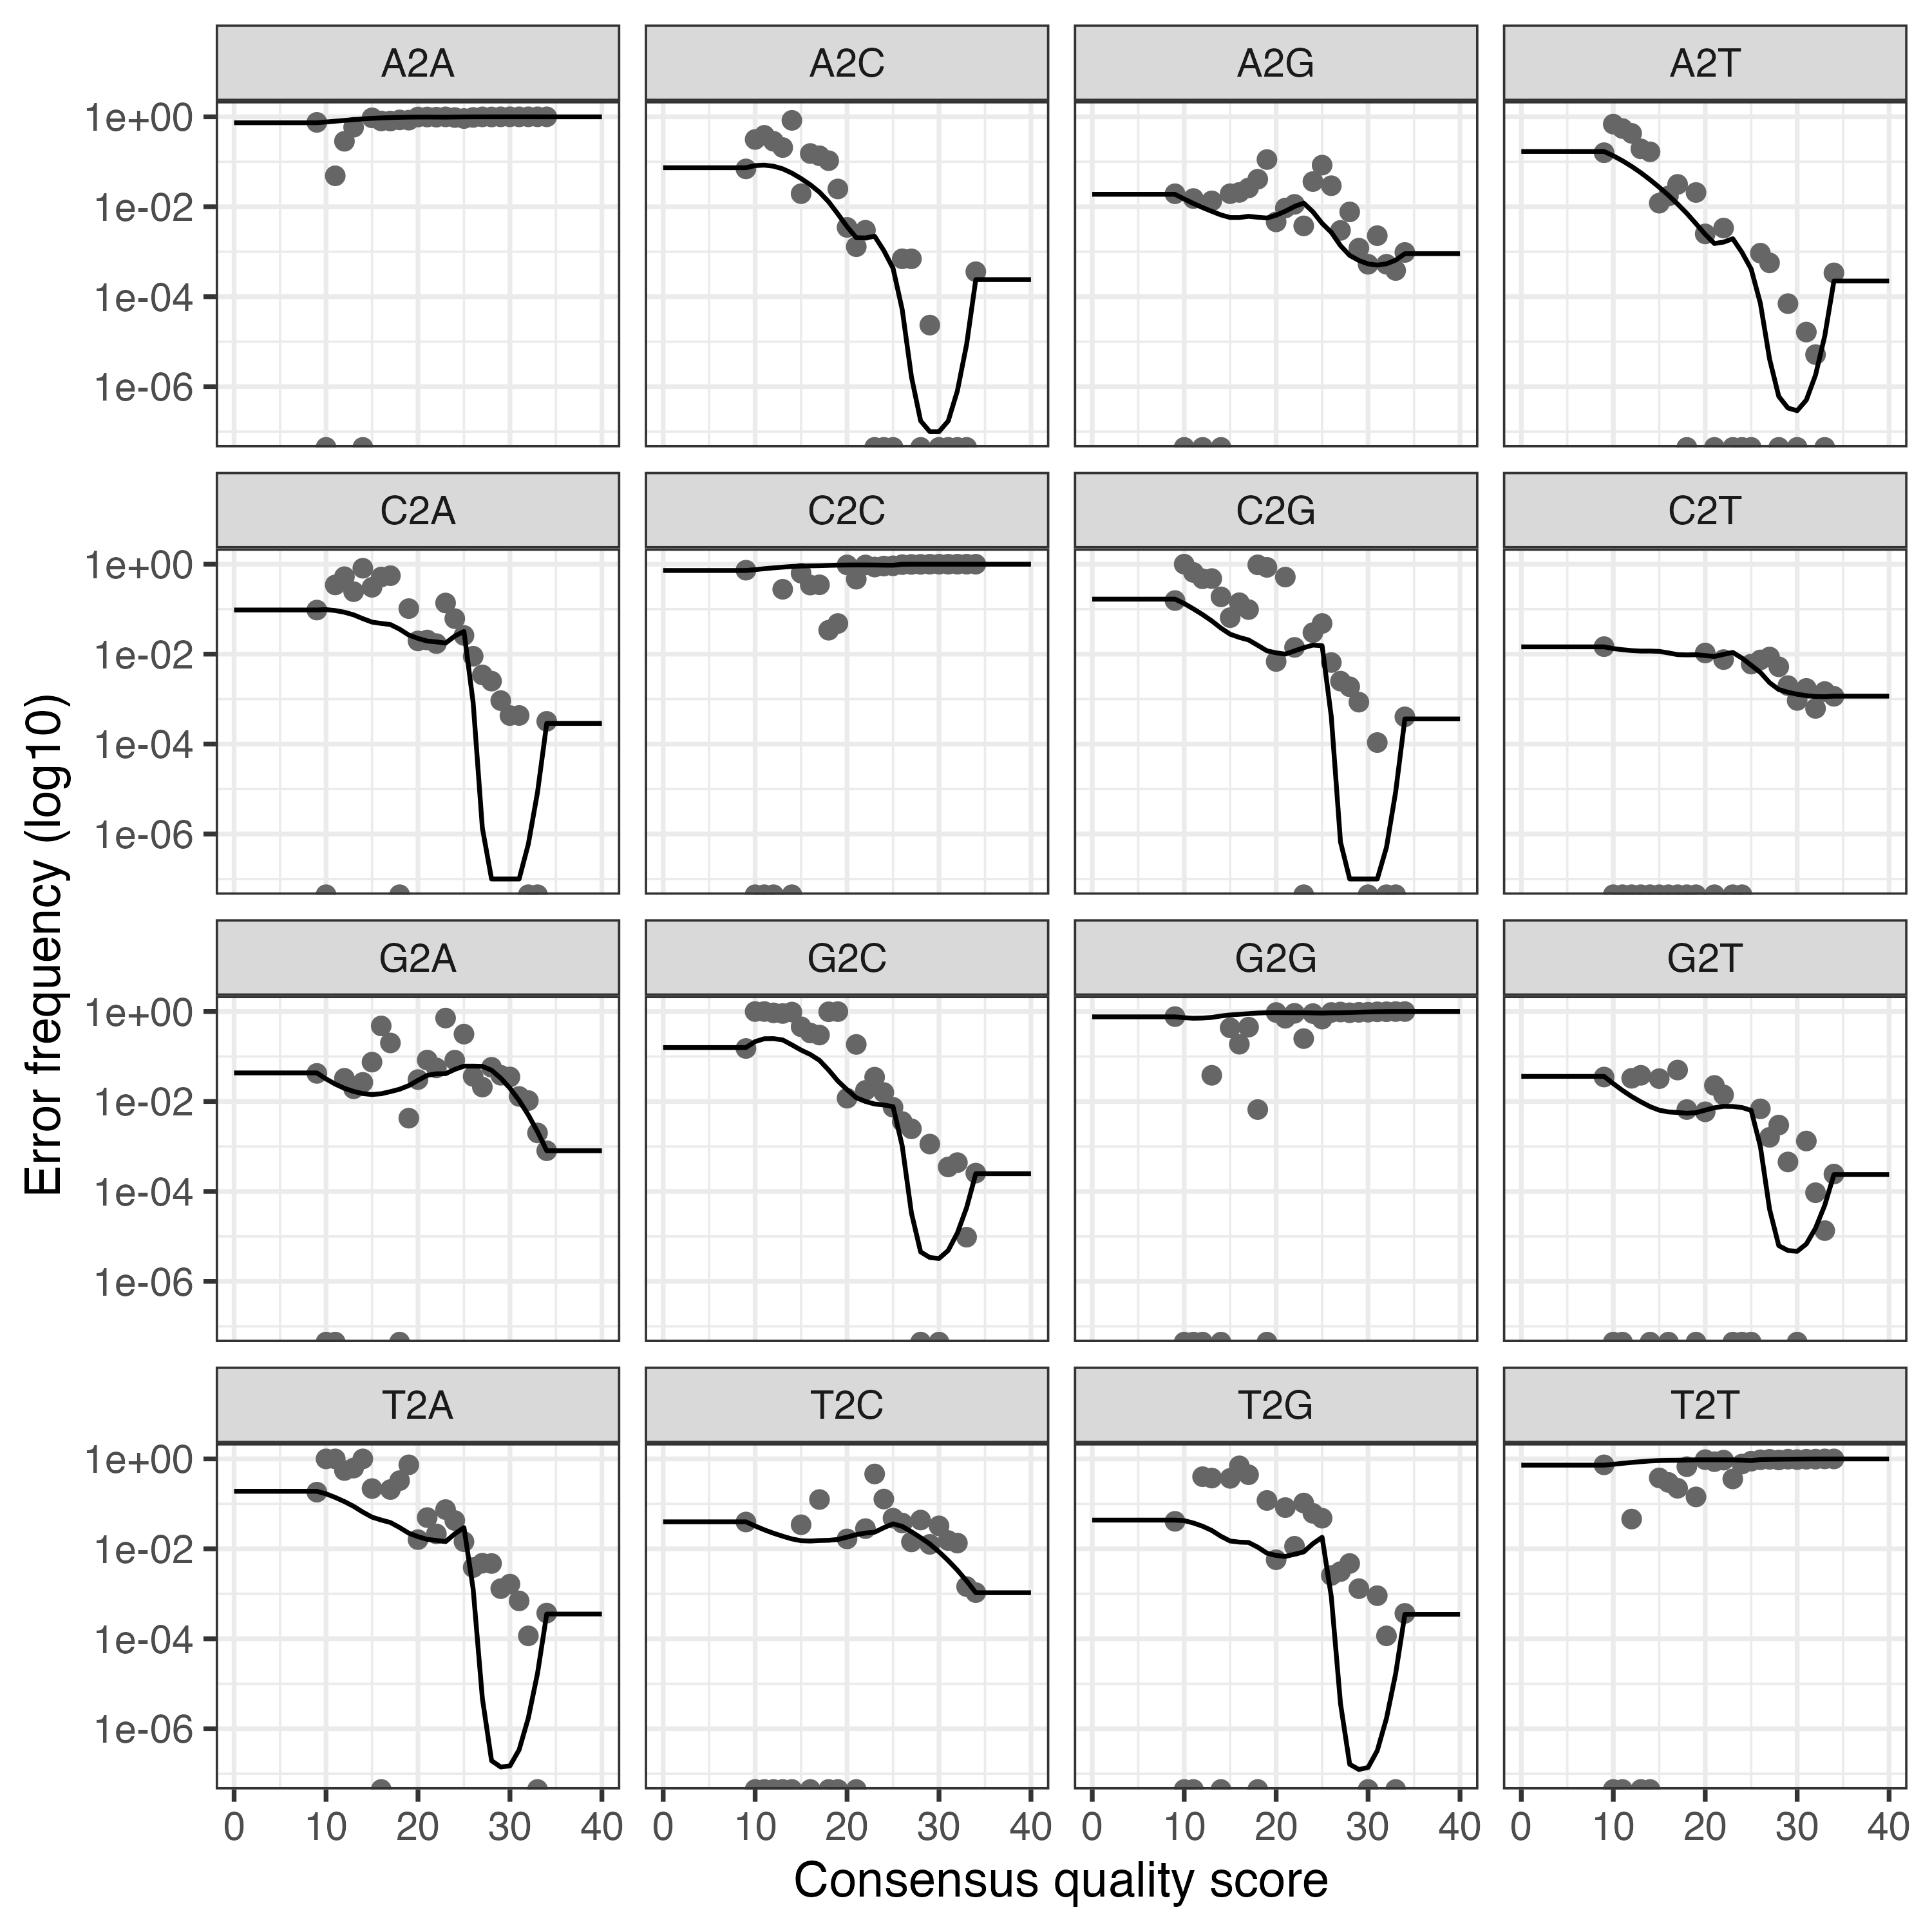 A2A A2C A2G A2T
1e+00
1e-02
1e-04
1e-06
C2A C2C C2G C2T
1e+00
1e-02
1e-04
1e-06
G2A G2C G2G G2T
1e+00
1e-02
1e-04
1e-06
T2A T2C T2G T2T
1e+00
1e-02
1e-04
1e-06
0 10 20 30 40 0 10 20 30 40 0 10 20 30 40 0 10 20 30 40
Consensus quality score
Error frequency (log10)